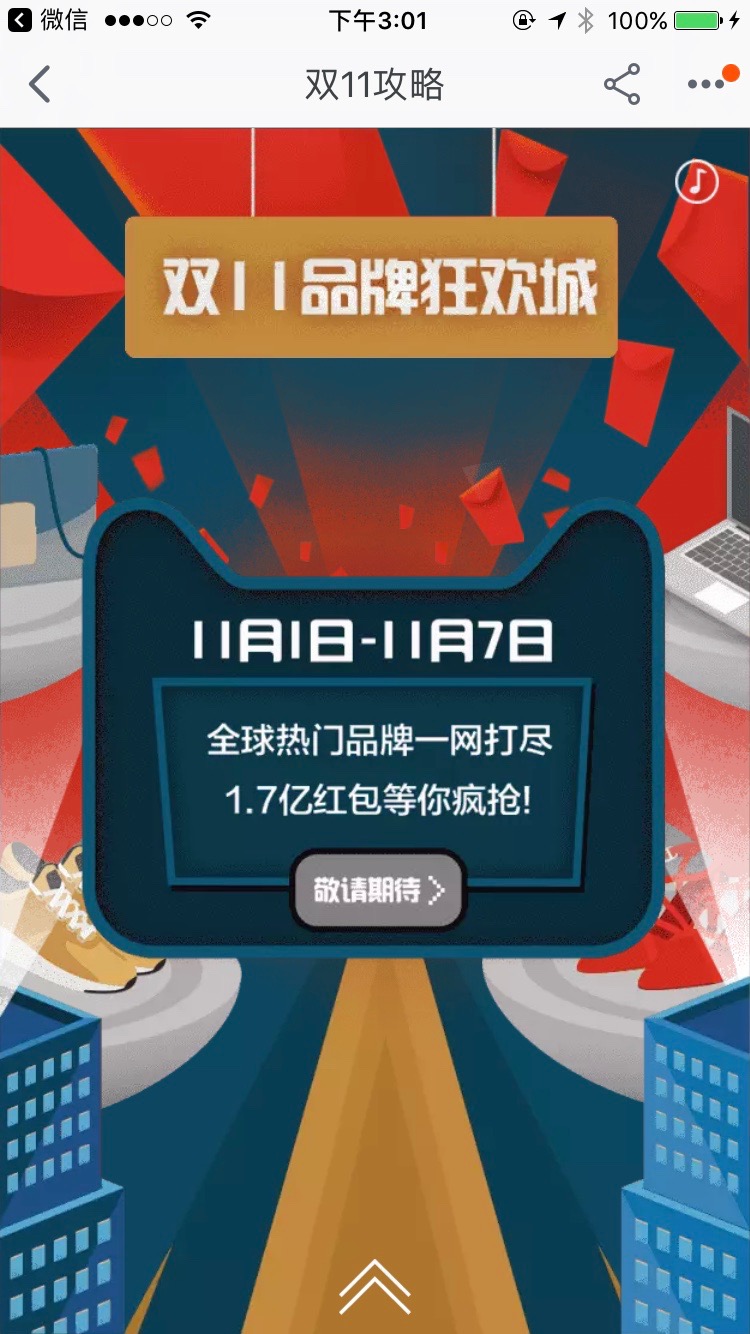 微信 下午3:01 100%
双11攻略
双11品牌狂欢城
11月1日-11月7日
全球热门品牌一网打尽
1.7亿红包等你疯抢!
敬请期待